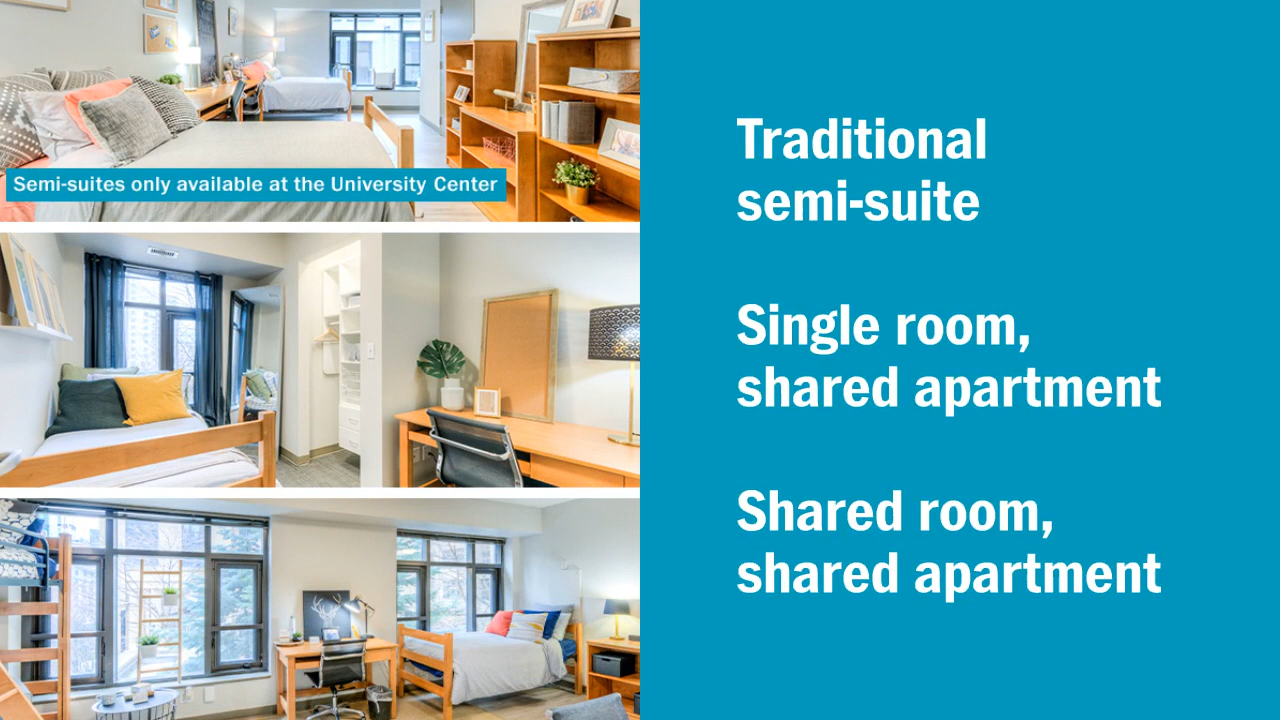 Semi-suites only available at the University Center
Traditional
semi-suite
Single room,
shared apartment
Shared room,
shared apartment